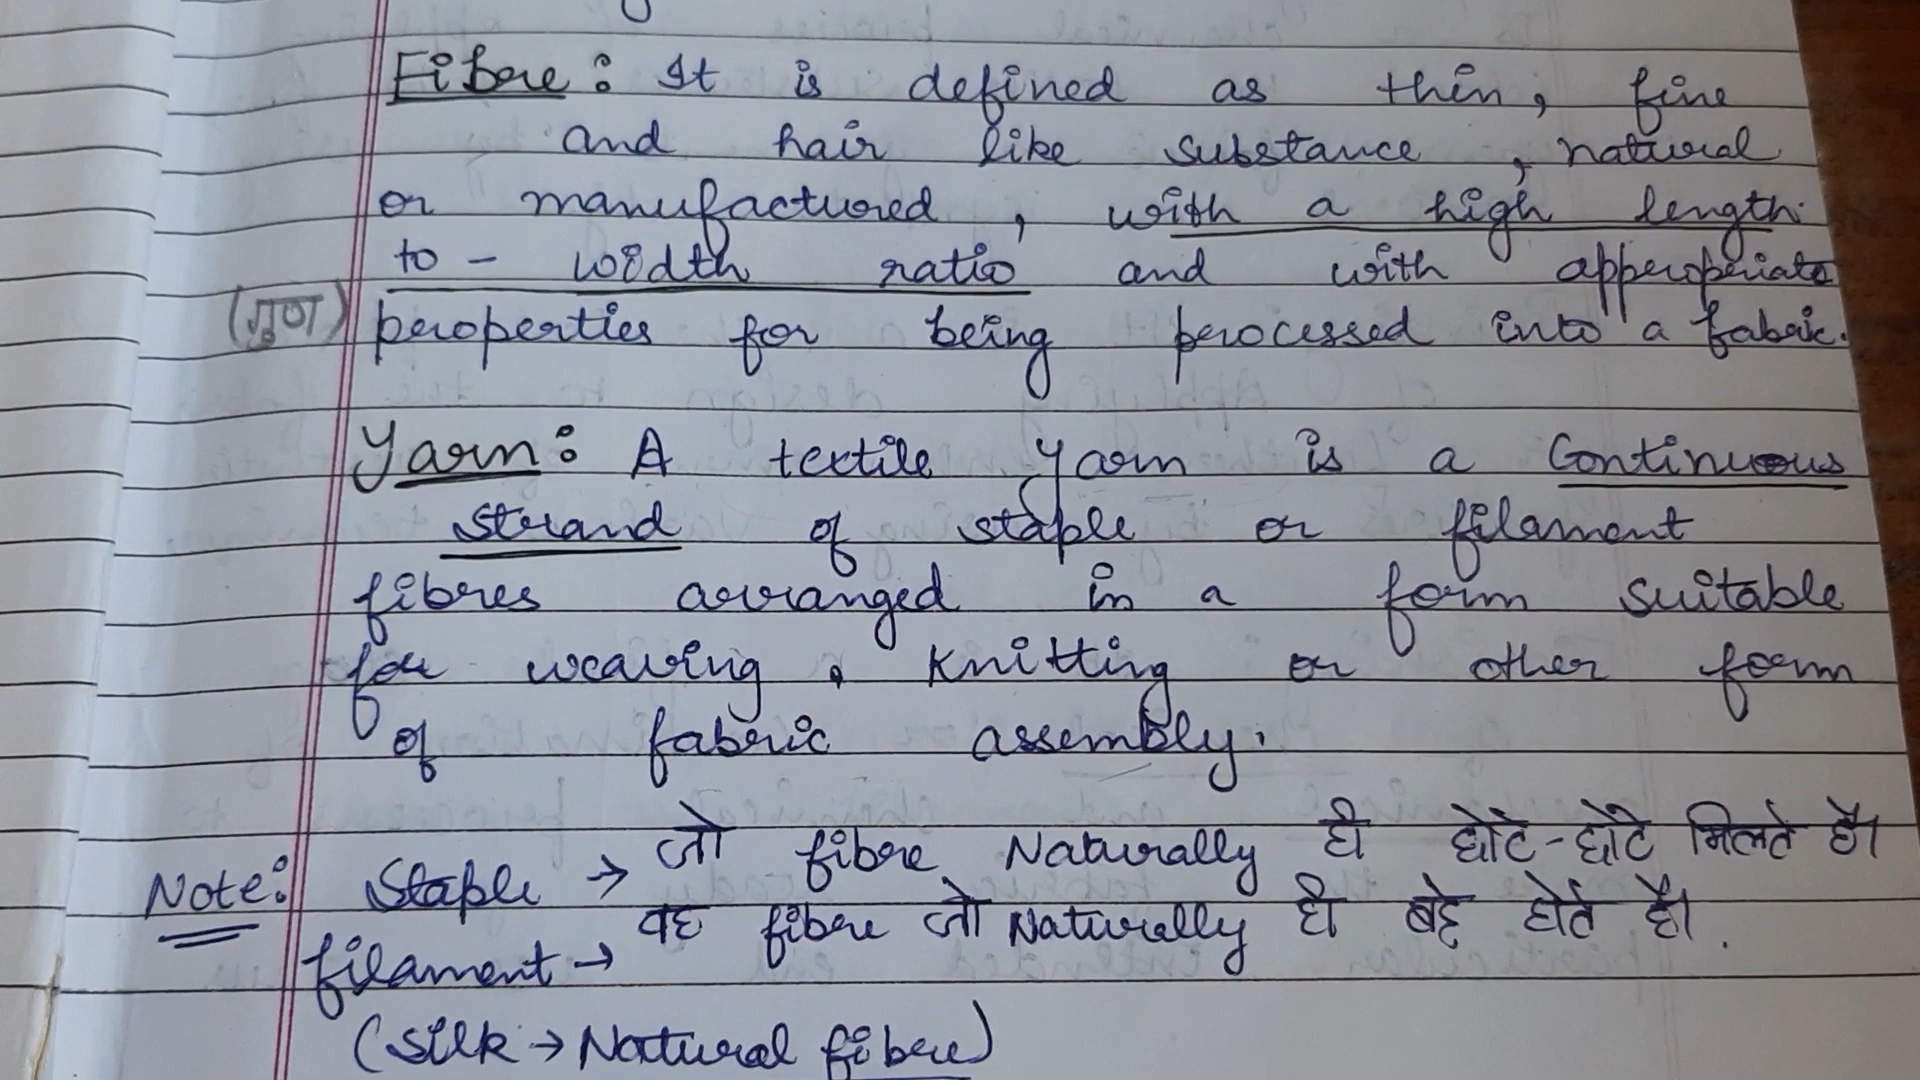 Fibre : It is defined as thin, fine
and hair like substance, natural
or manufactured, with a high length
to - width ratio and with appropriate
(गुण) properties for being processed into a fabric.
Yarn : A textile yarn is a Continuous
strand of staple or filament
fibres arranged in a form suitable
for weaving, Knitting or other form
of fabric assembly.
Note: Staple → जो fibre Naturally ही छोटे-छोटे मिलते है।
filament → वह fibre जो Naturally ही बड़े होते है।
(silk → Natural fibre)